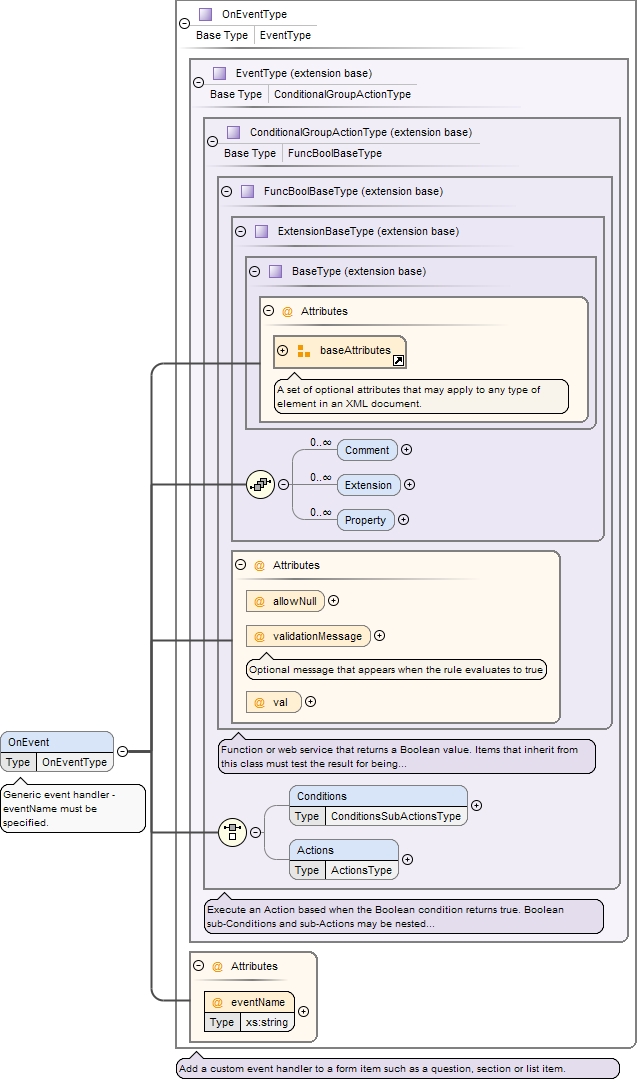 OnEventType
Base Type EventType
EventType (extension base)
Base Type ConditionalGroupActionType
ConditionalGroupActionType (extension base)
Base Type FuncBoolBaseType
FuncBoolBaseType (extension base)
ExtensionBaseType (extension base)
BaseType (extension base)
@ Attributes
baseAttributes
A set of optional attributes that may apply to any type of
element in an XML document.
0..∞
Comment
0..∞
Extension
0..∞
Property
@ Attributes
@ allowNull
@ validationMessage
Optional message that appears when the rule evaluates to true
@ val
OnEvent
Type OnEventType
Generic event handler -
eventName must be
specified.
Function or web service that returns a Boolean value. Items that inherit from
this class must test the result for being...
Conditions
Type ConditionsSubActionsType
Actions
Type ActionsType
Execute an Action based when the Boolean condition returns true. Boolean
sub-Conditions and sub-Actions may be nested...
@ Attributes
@ eventName
Type xs:string
Add a custom event handler to a form item such as a question, section or list item.